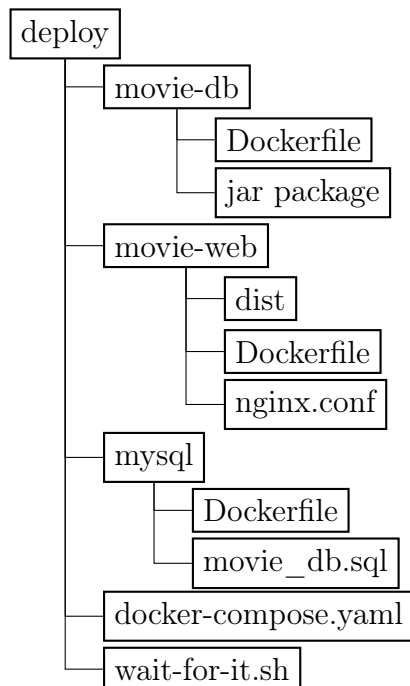 deploy
movie-db
Dockerfile
jar package
movie-web
dist
Dockerfile
nginx.conf
mysql
Dockerfile
movie_db.sql
docker-compose.yaml
wait-for-it.sh